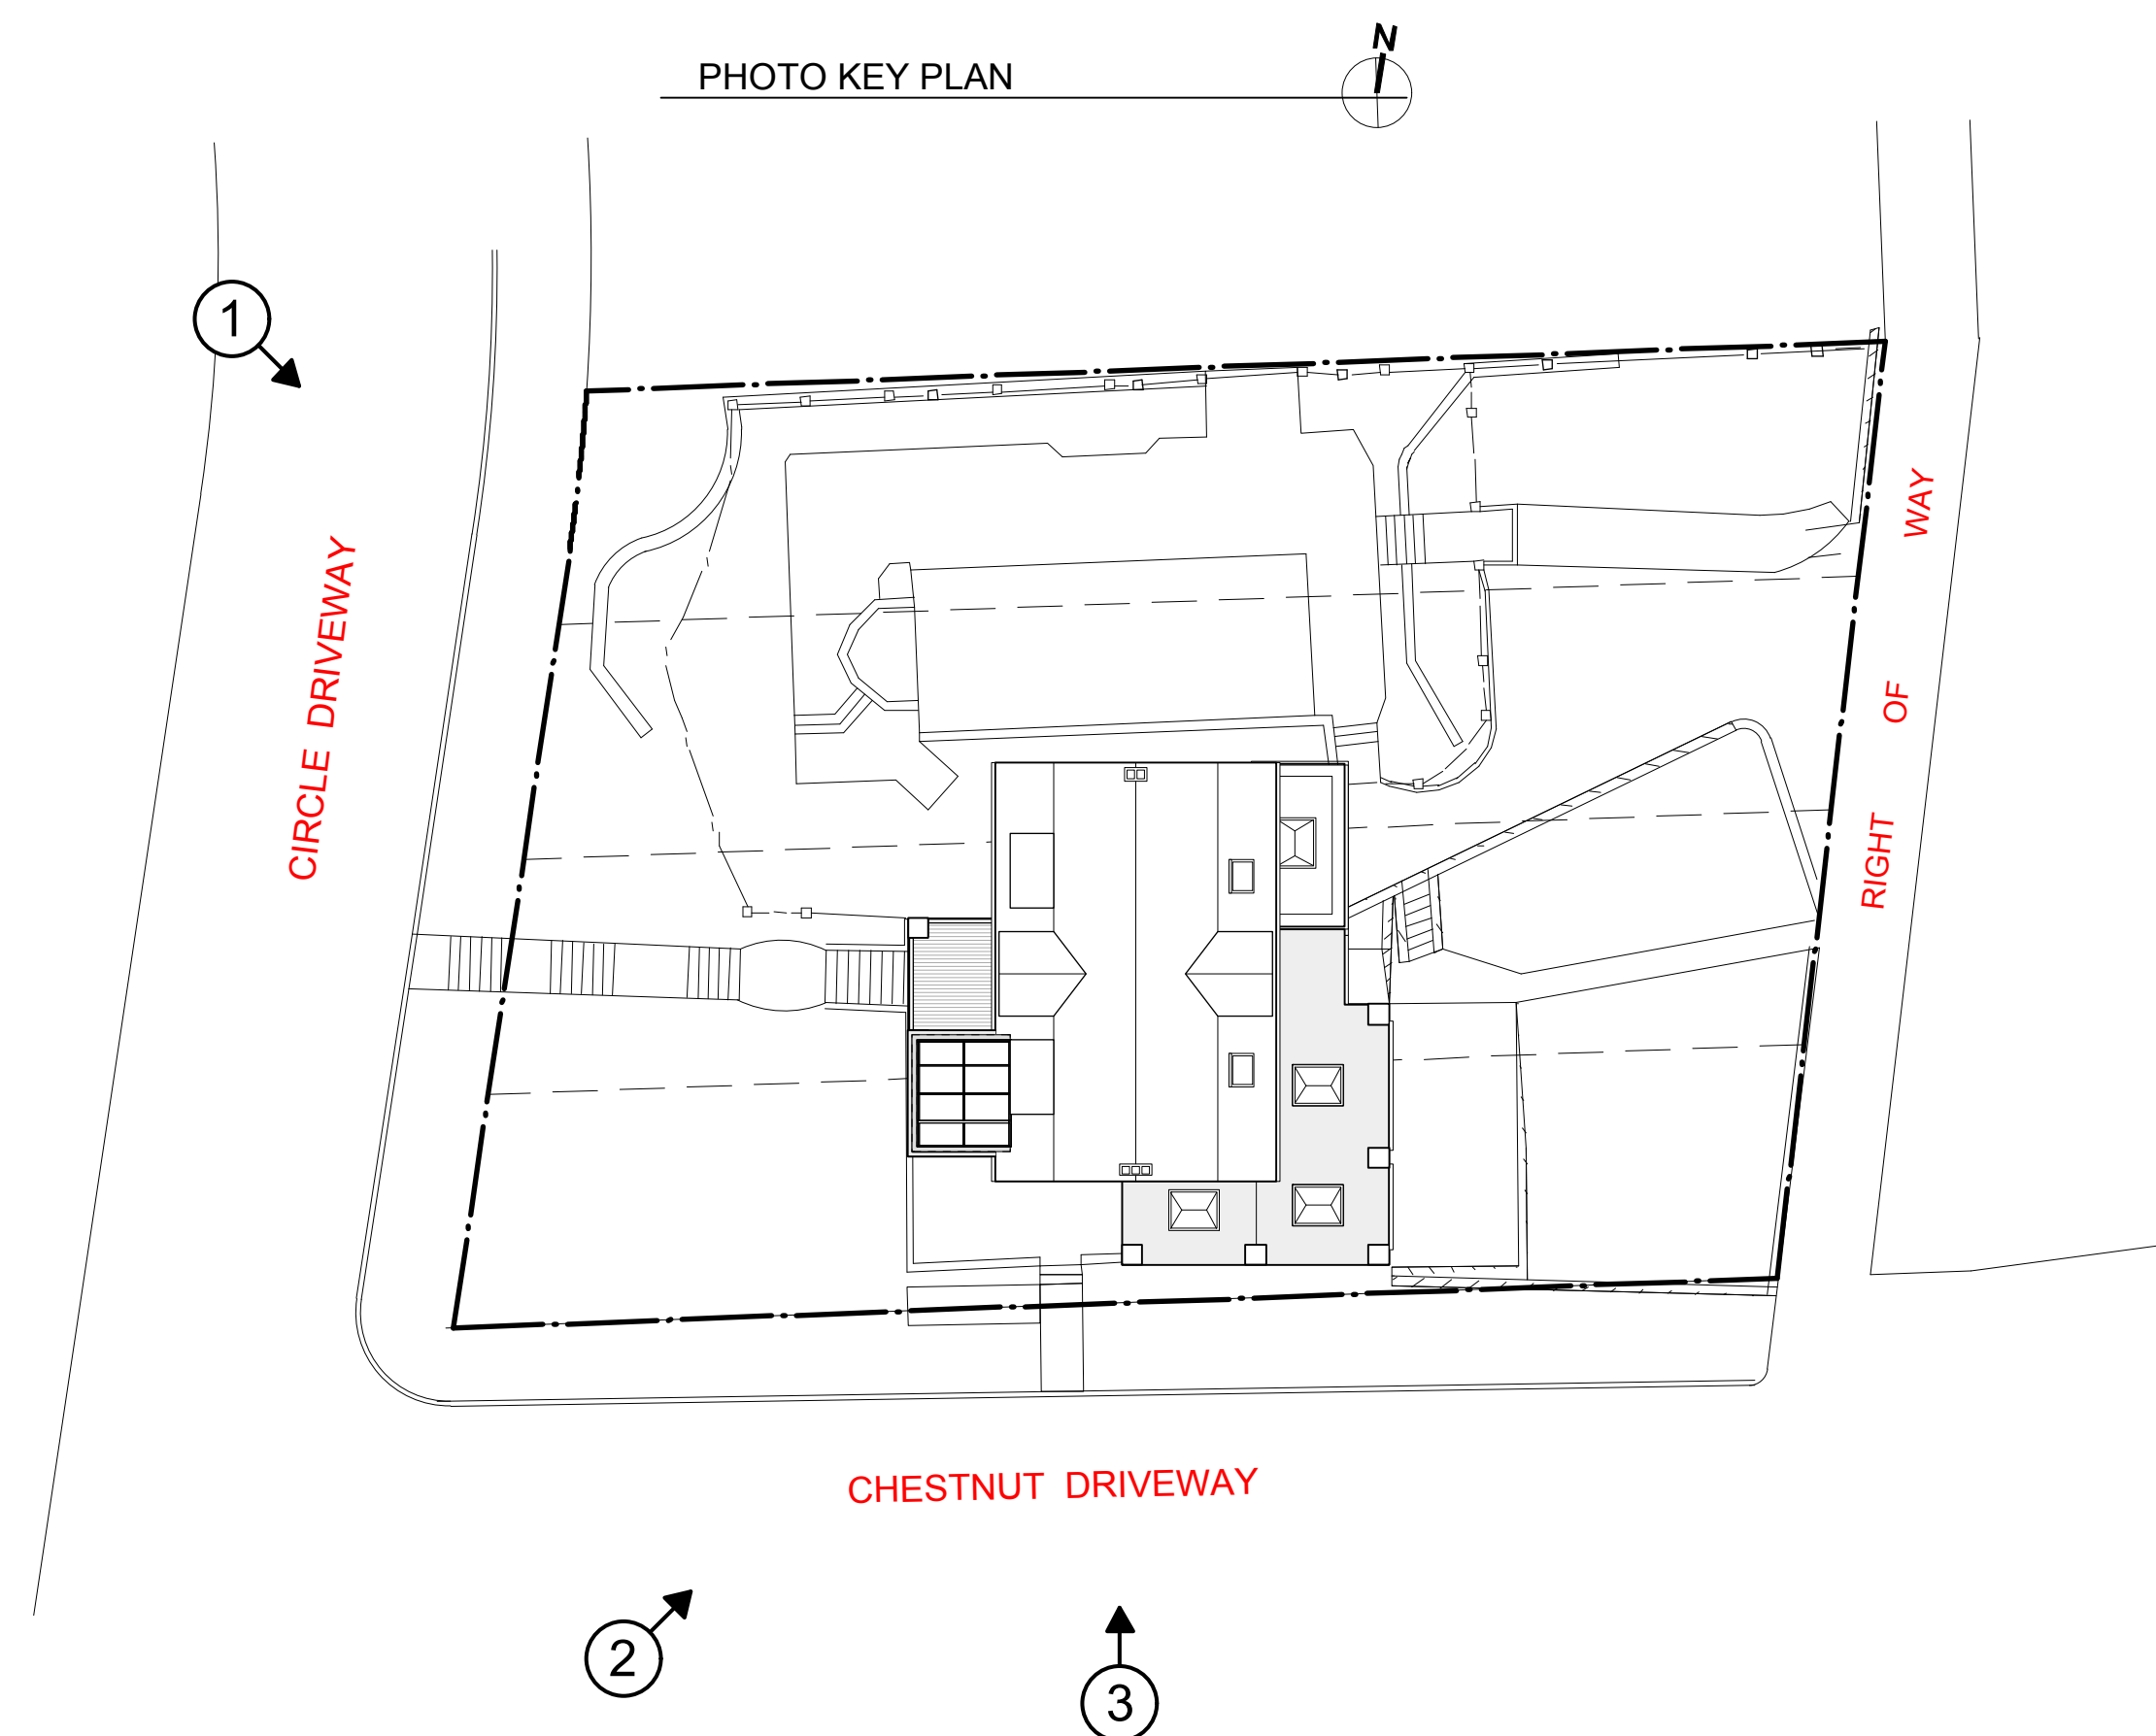 N
PHOTO KEY PLAN
1
CIRCLE DRIVEWAY
RIGHT OF WAY
CHESTNUT DRIVEWAY
2
3